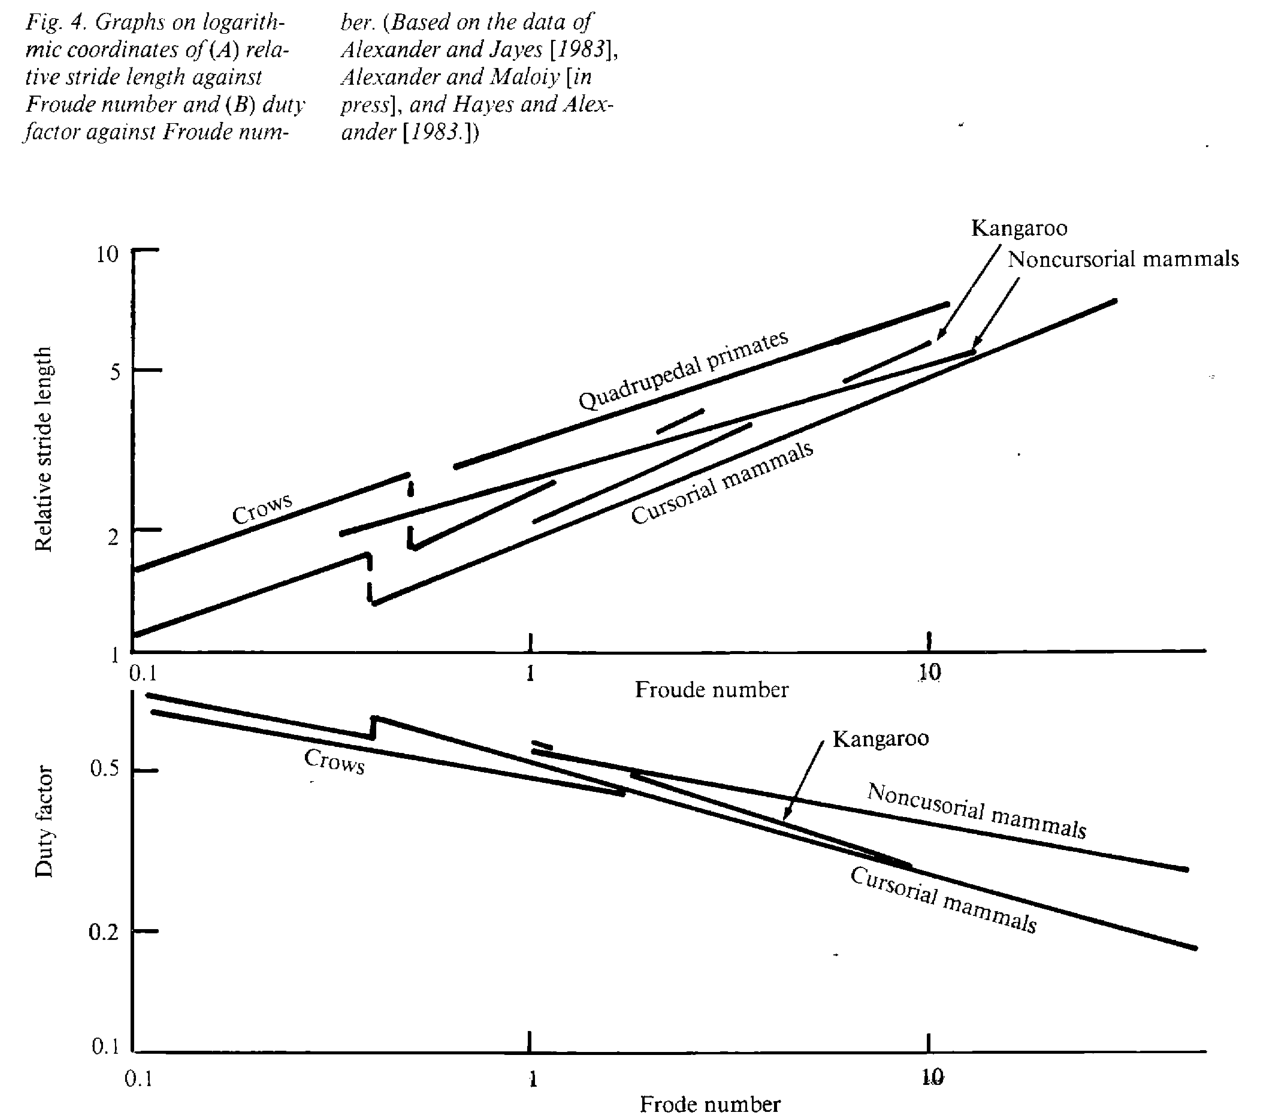 Fig. 4. Graphs on logarith-
mic coordinates of (A) rela-
tive stride length against
Froude number and (B) duty
factor against Froude num-
ber. (Based on the data of
Alexander and Jayes [1983],
Alexander and Maloiy [in
press], and Hayes and Alex-
ander [1983.])
Kangaroo
Noncursorial mammals
10
Quadrupedal primates
5
Relative stride length
Cursorial mammals
Crows
2
1
0.1
1
10
Froude number
Kangaroo
Crows
0.5
Noncusorial mammals
Duty factor
Cursorial mammals
0.2
0.1
0.1
1
10
Frode number